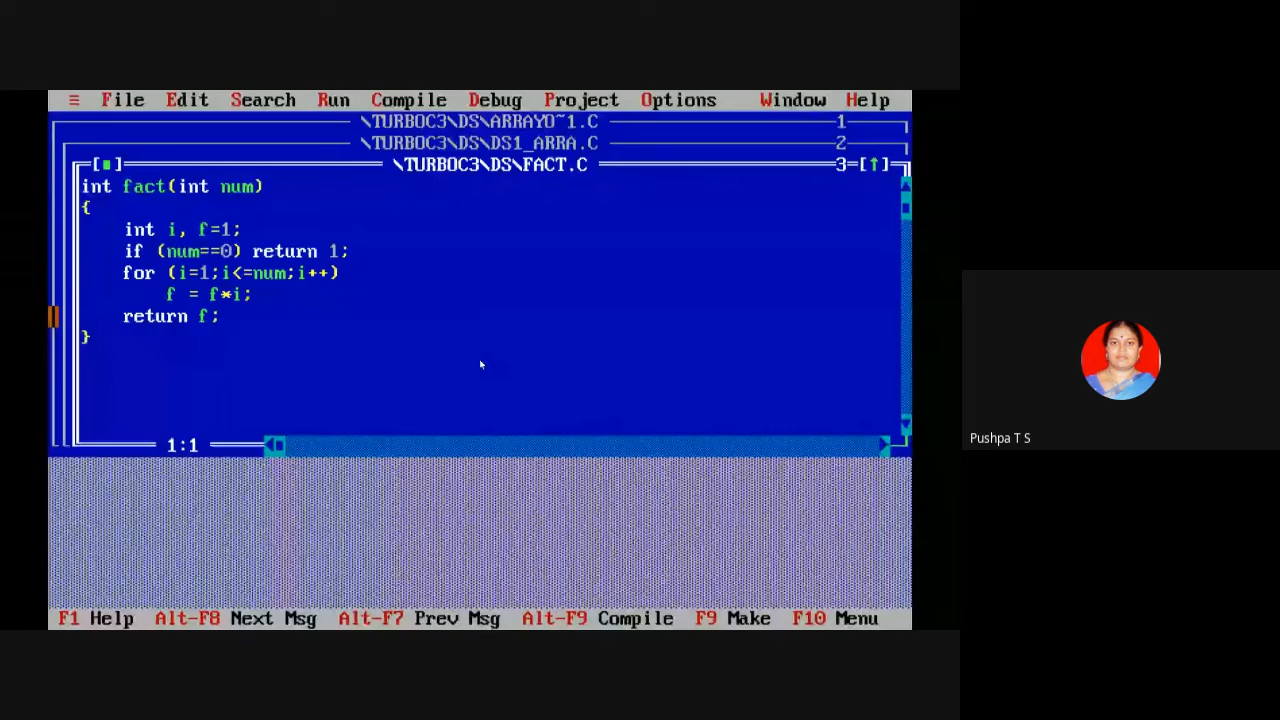 ≡ File Edit Search Run Compile Debug Project Options Window Help
\TURBOC3\DS\ARRAYO~1.C 1
\TURBOC3\DS\DS1_ARRA.C 2
[■] \TURBOC3\DS\FACT.C 3=[↑]
int fact(int num)
{
int i, f=1;
if (num==0) return 1;
for (i=1;i<=num;i++)
f = f*i;
return f;
}
1:1
Pushpa T S
F1 Help Alt-F8 Next Msg Alt-F7 Prev Msg Alt-F9 Compile F9 Make F10 Menu